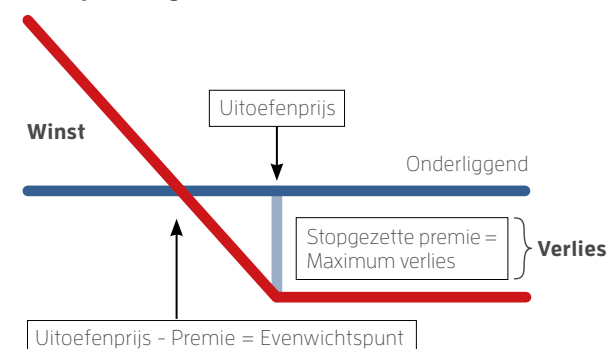 Uitoefenprijs
Winst
Onderliggend
Stopgezette premie =
Maximum verlies
Verlies
Uitoefenprijs - Premie = Evenwichtspunt